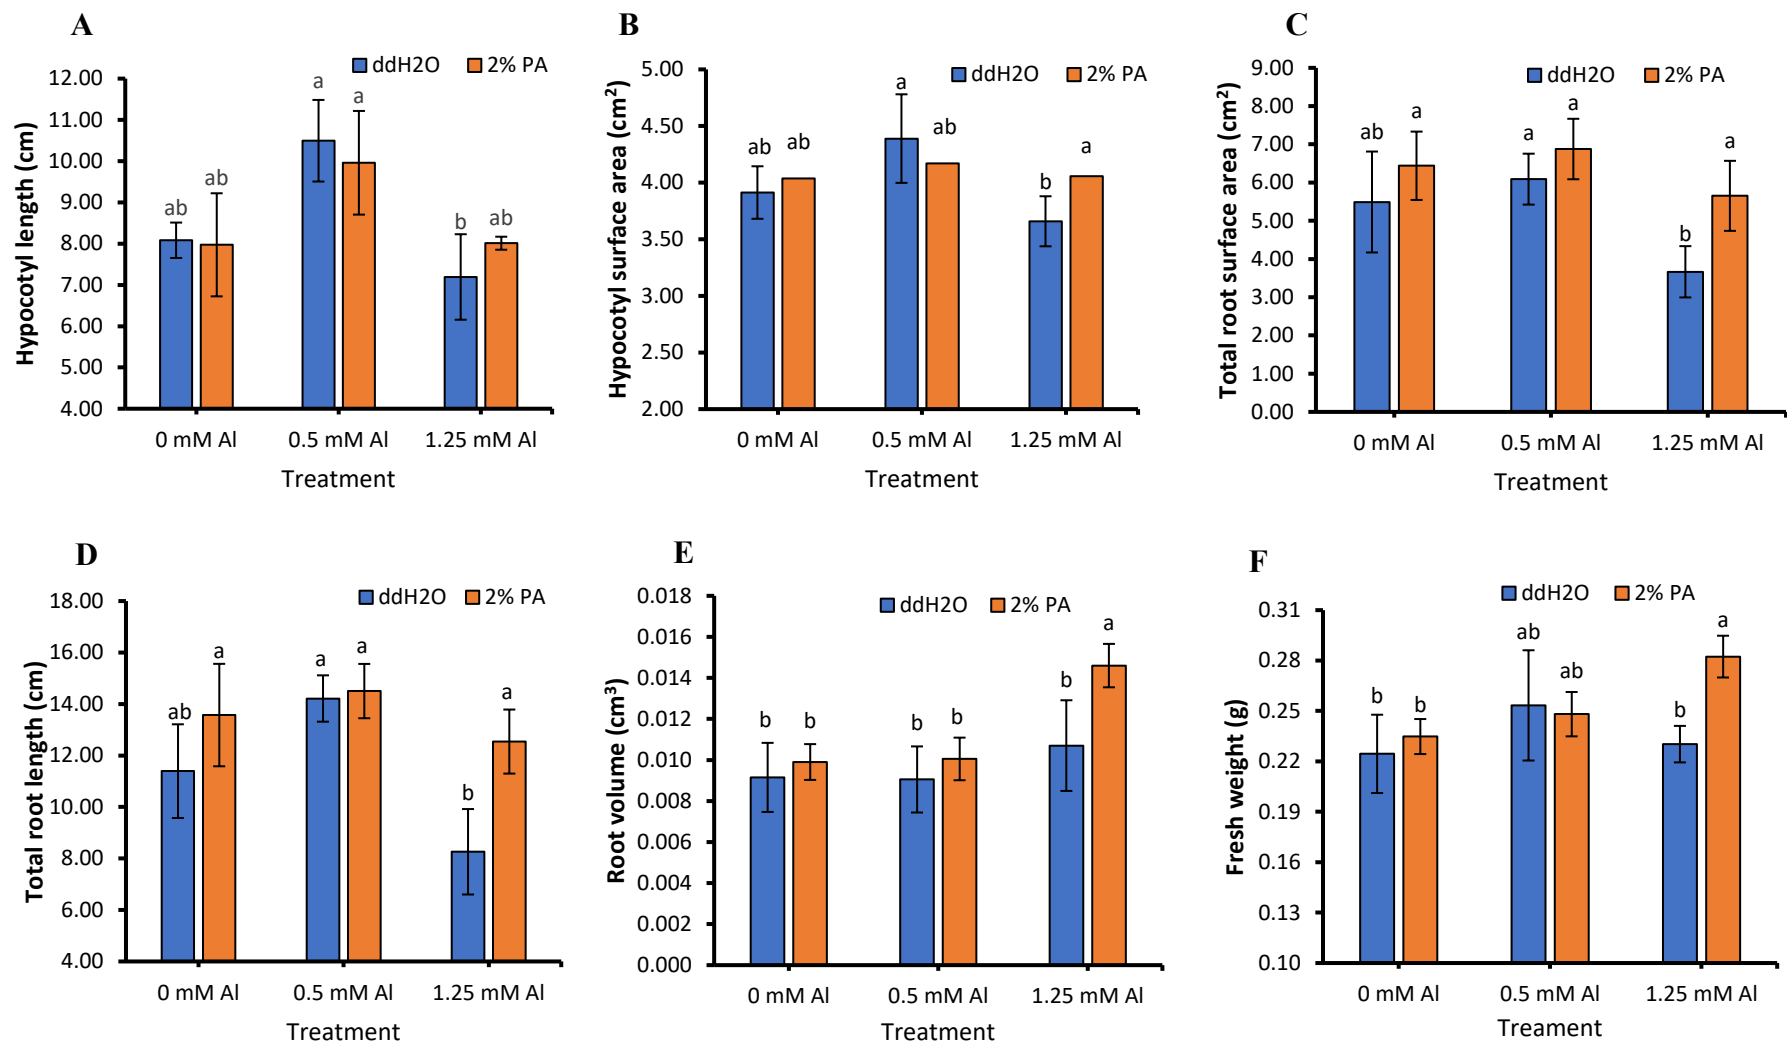 A
ddH2O 2% PA
Hypocotyl length (cm)
12.00
11.00
10.00
9.00
8.00
7.00
6.00
5.00
4.00
ab ab a a b ab
0 mM Al 0.5 mM Al 1.25 mM Al
Treatment
B
ddH2O 2% PA
Hypocotyl surface area (cm²)
5.00
4.50
4.00
3.50
3.00
2.50
2.00
ab ab a ab b a
0 mM Al 0.5 mM Al 1.25 mM Al
Treatment
C
ddH2O 2% PA
Total root surface area (cm²)
9.00
8.00
7.00
6.00
5.00
4.00
3.00
2.00
1.00
0.00
ab a a a b a
0 mM Al 0.5 mM Al 1.25 mM Al
Treatment
D
ddH2O 2% PA
Total root length (cm)
18.00
16.00
14.00
12.00
10.00
8.00
6.00
4.00
ab a a a b a
0 mM Al 0.5 mM Al 1.25 mM Al
Treatment
E
ddH2O 2% PA
Root volume (cm³)
0.018
0.016
0.014
0.012
0.010
0.008
0.006
0.004
0.002
0.000
b b b b b a
0 mM Al 0.5 mM Al 1.25 mM Al
Treatment
F
ddH2O 2% PA
Fresh weight (g)
0.31
0.28
0.25
0.22
0.19
0.16
0.13
0.10
b b ab ab b a
0 mM Al 0.5 mM Al 1.25 mM Al
Treament